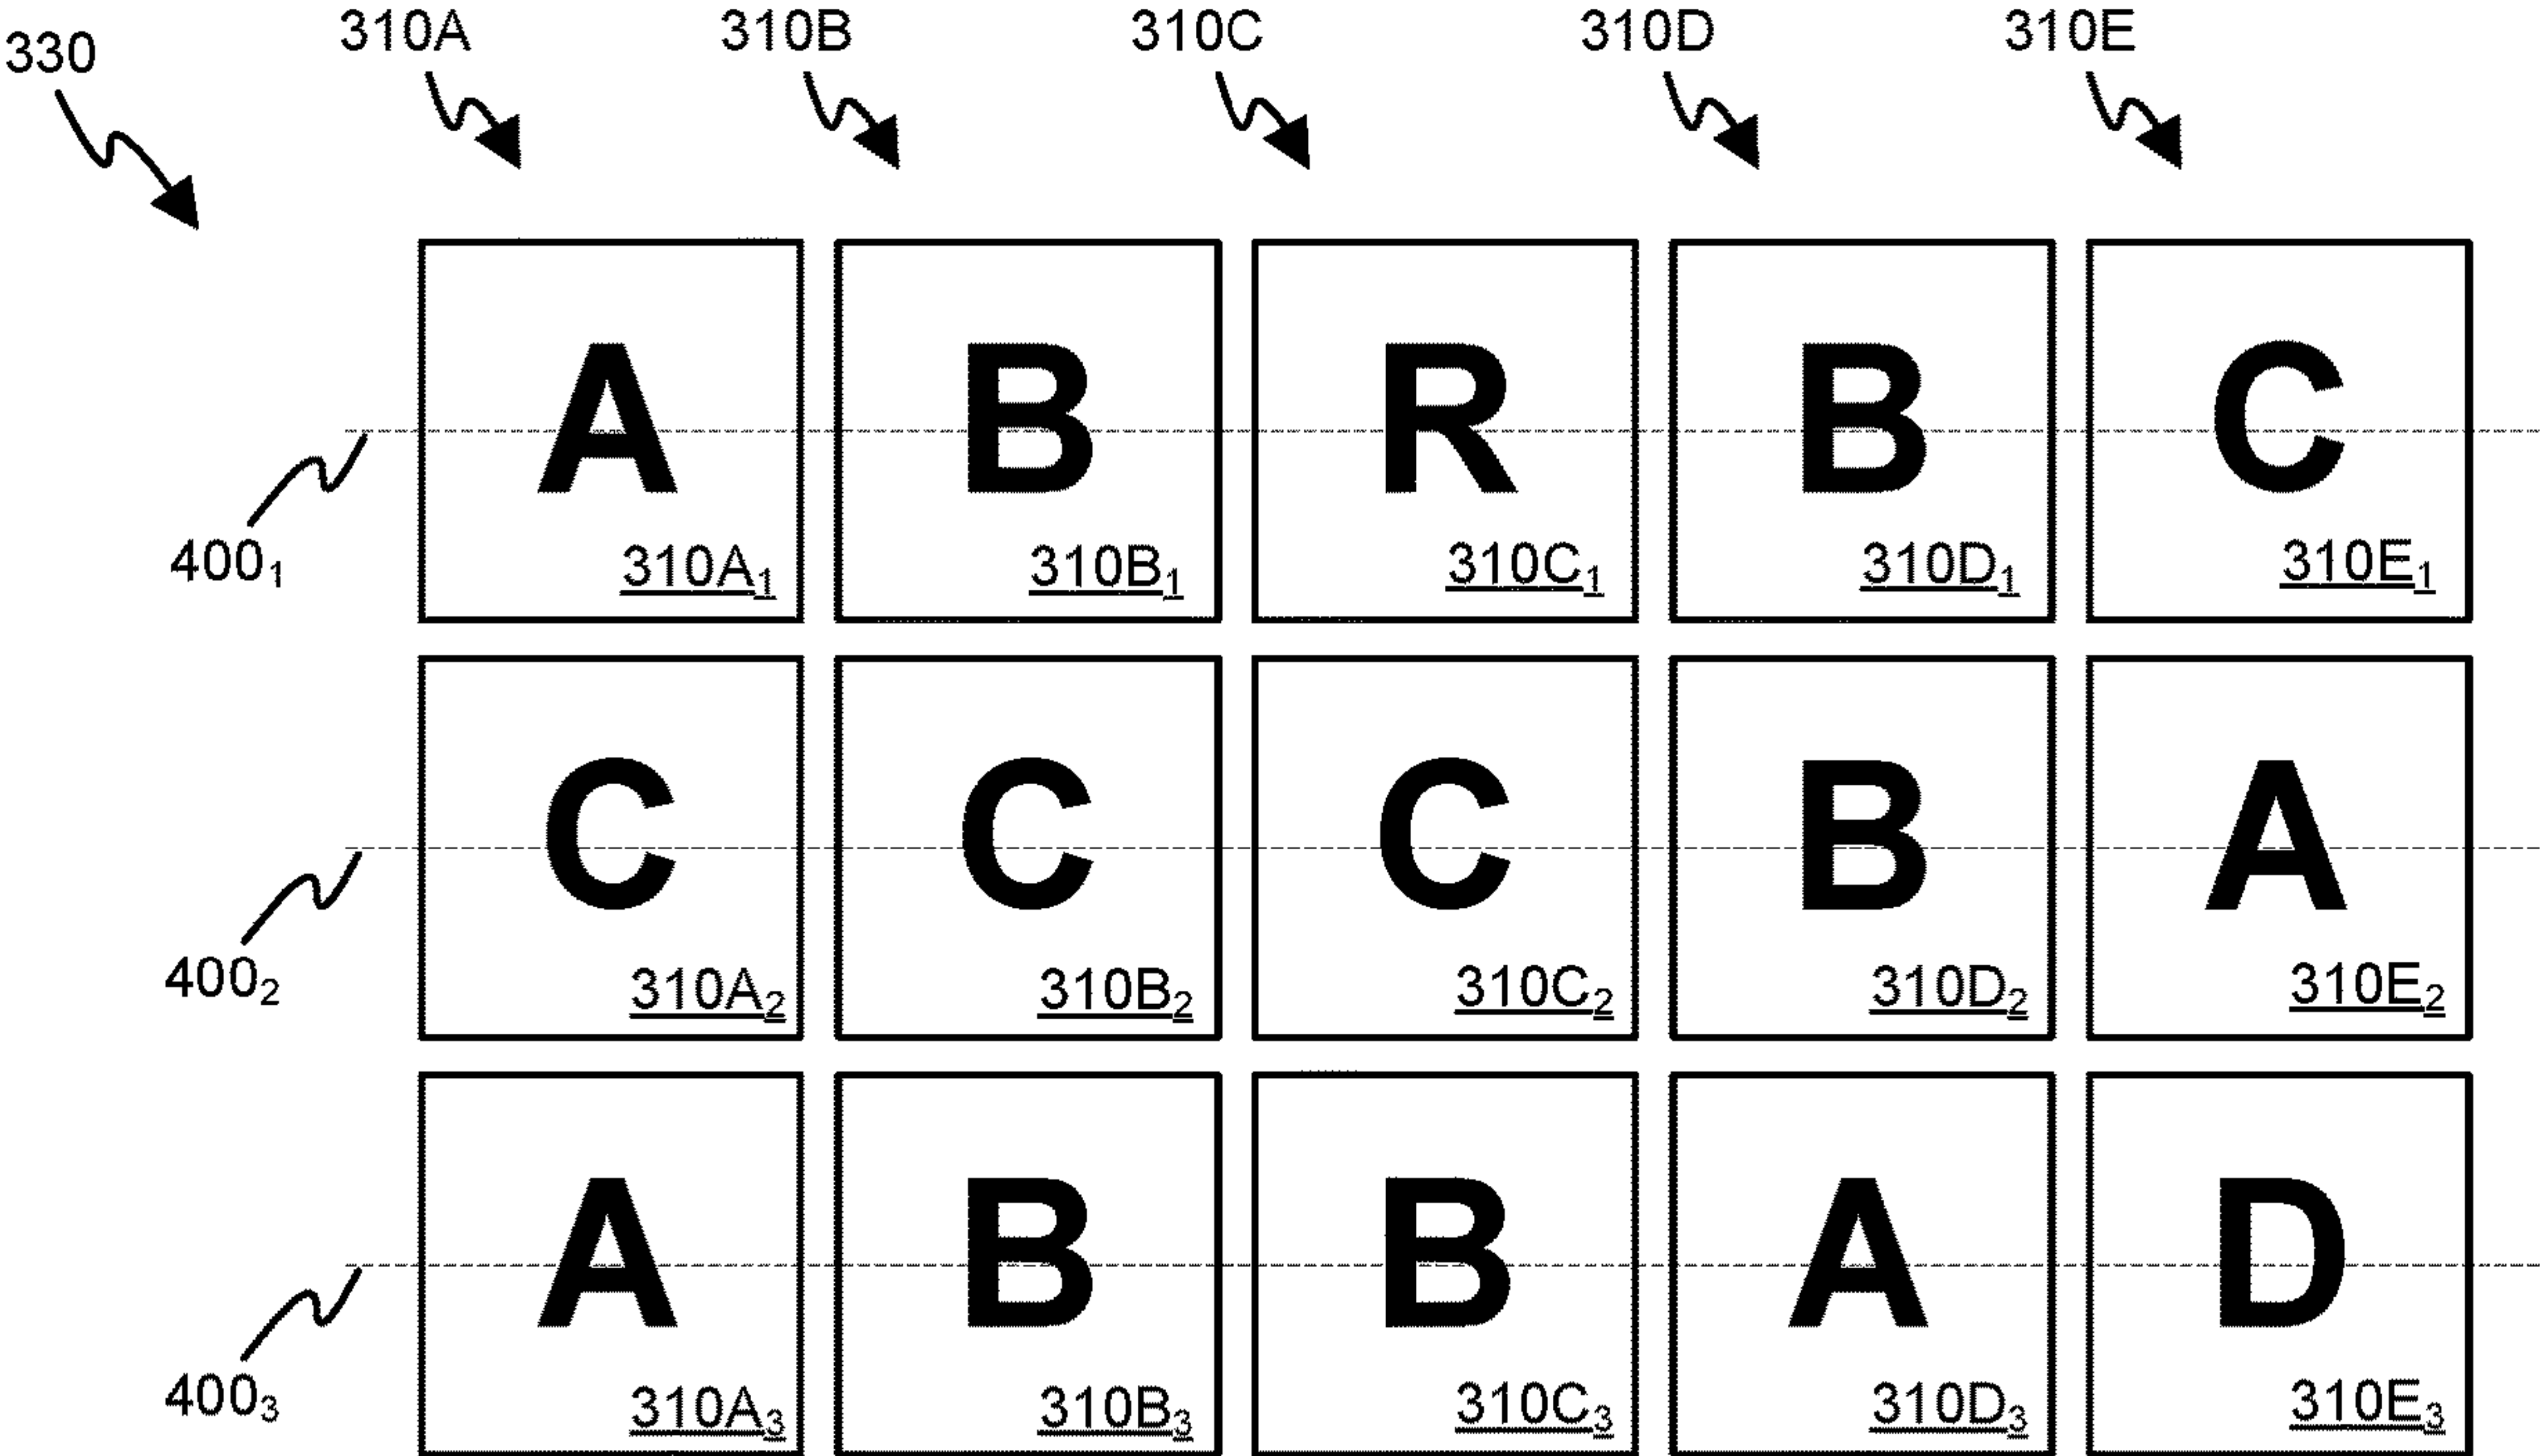 330 310A 310B 310C 310D 310E
A B R B C
400₁ 310A₁ 310B₁ 310C₁ 310D₁ 310E₁
C C C B A
400₂ 310A₂ 310B₂ 310C₂ 310D₂ 310E₂
A B B A D
400₃ 310A₃ 310B₃ 310C₃ 310D₃ 310E₃